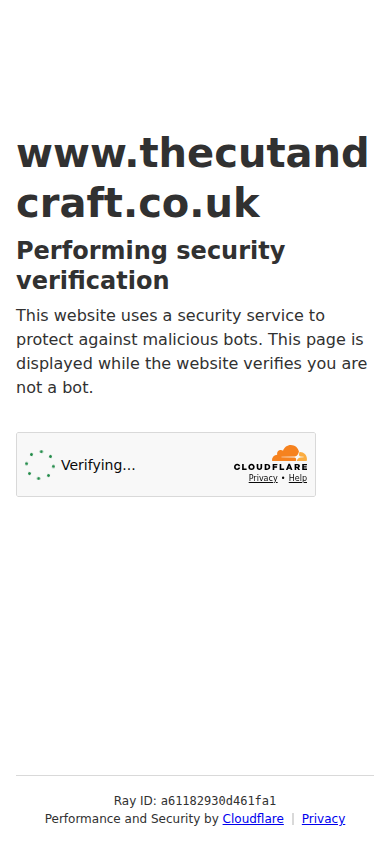 www.thecutand
craft.co.uk
Performing security
verification
This website uses a security service to
protect against malicious bots. This page is
displayed while the website verifies you are
not a bot.
Verifying...
CLOUDFLARE
Privacy • Help
Ray ID: a61182930d461fa1
Performance and Security by Cloudflare | Privacy